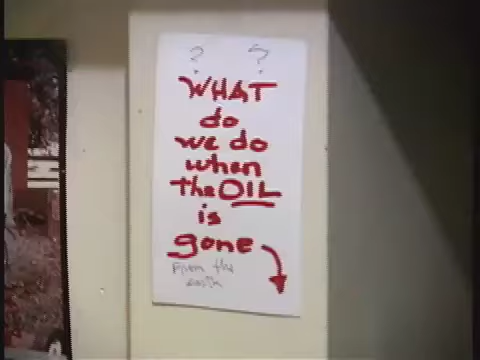 ? ?
WHAT
do
we do
when
the OIL
is
gone
from the
earth